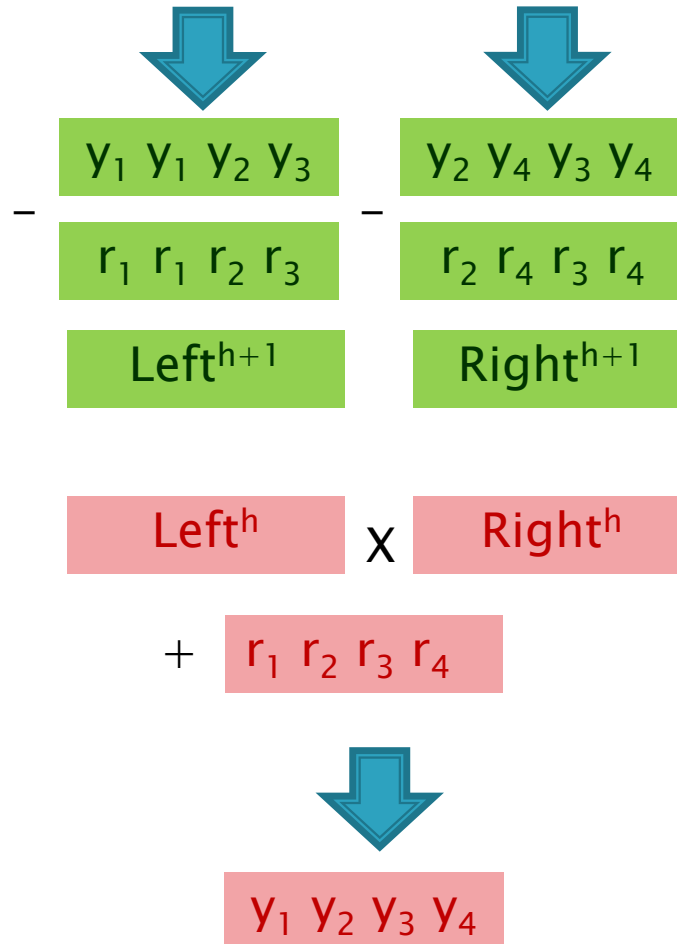 y₁ y₁ y₂ y₃ y₂ y₄ y₃ y₄
– –
r₁ r₁ r₂ r₃ r₂ r₄ r₃ r₄
Leftʰ⁺¹ Rightʰ⁺¹
Leftʰ X Rightʰ
+ r₁ r₂ r₃ r₄
y₁ y₂ y₃ y₄